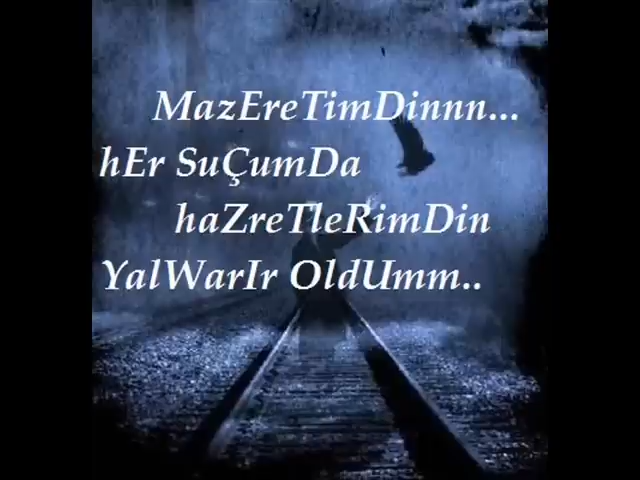 MazEreTimDinnn...
hEr SuÇumDa
haZreTleRimDin
YalWarIr OldUmm..